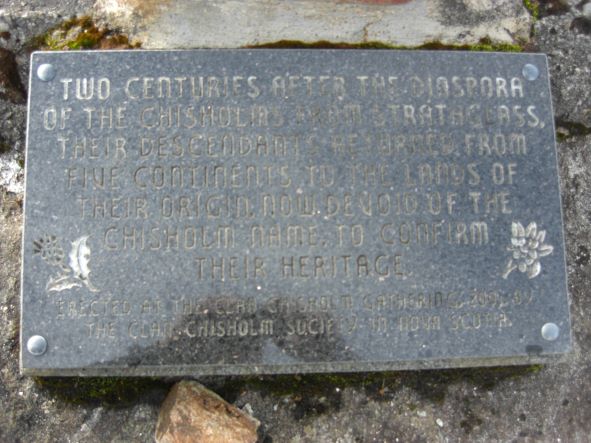 TWO CENTURIES AFTER THE DIASPORA
OF THE CHISHOLMS FROM STRATHGLASS,
THEIR DESCENDANTS RETURNED FROM
FIVE CONTINENTS TO THE LANDS OF
THEIR ORIGIN, NOW DEVOID OF THE
CHISHOLM NAME, TO CONFIRM
THEIR HERITAGE.
ERECTED AT THE CLAN CHISHOLM GATHERING, BY
THE CLAN CHISHOLM SOCIETY IN NOVA SCOTIA.